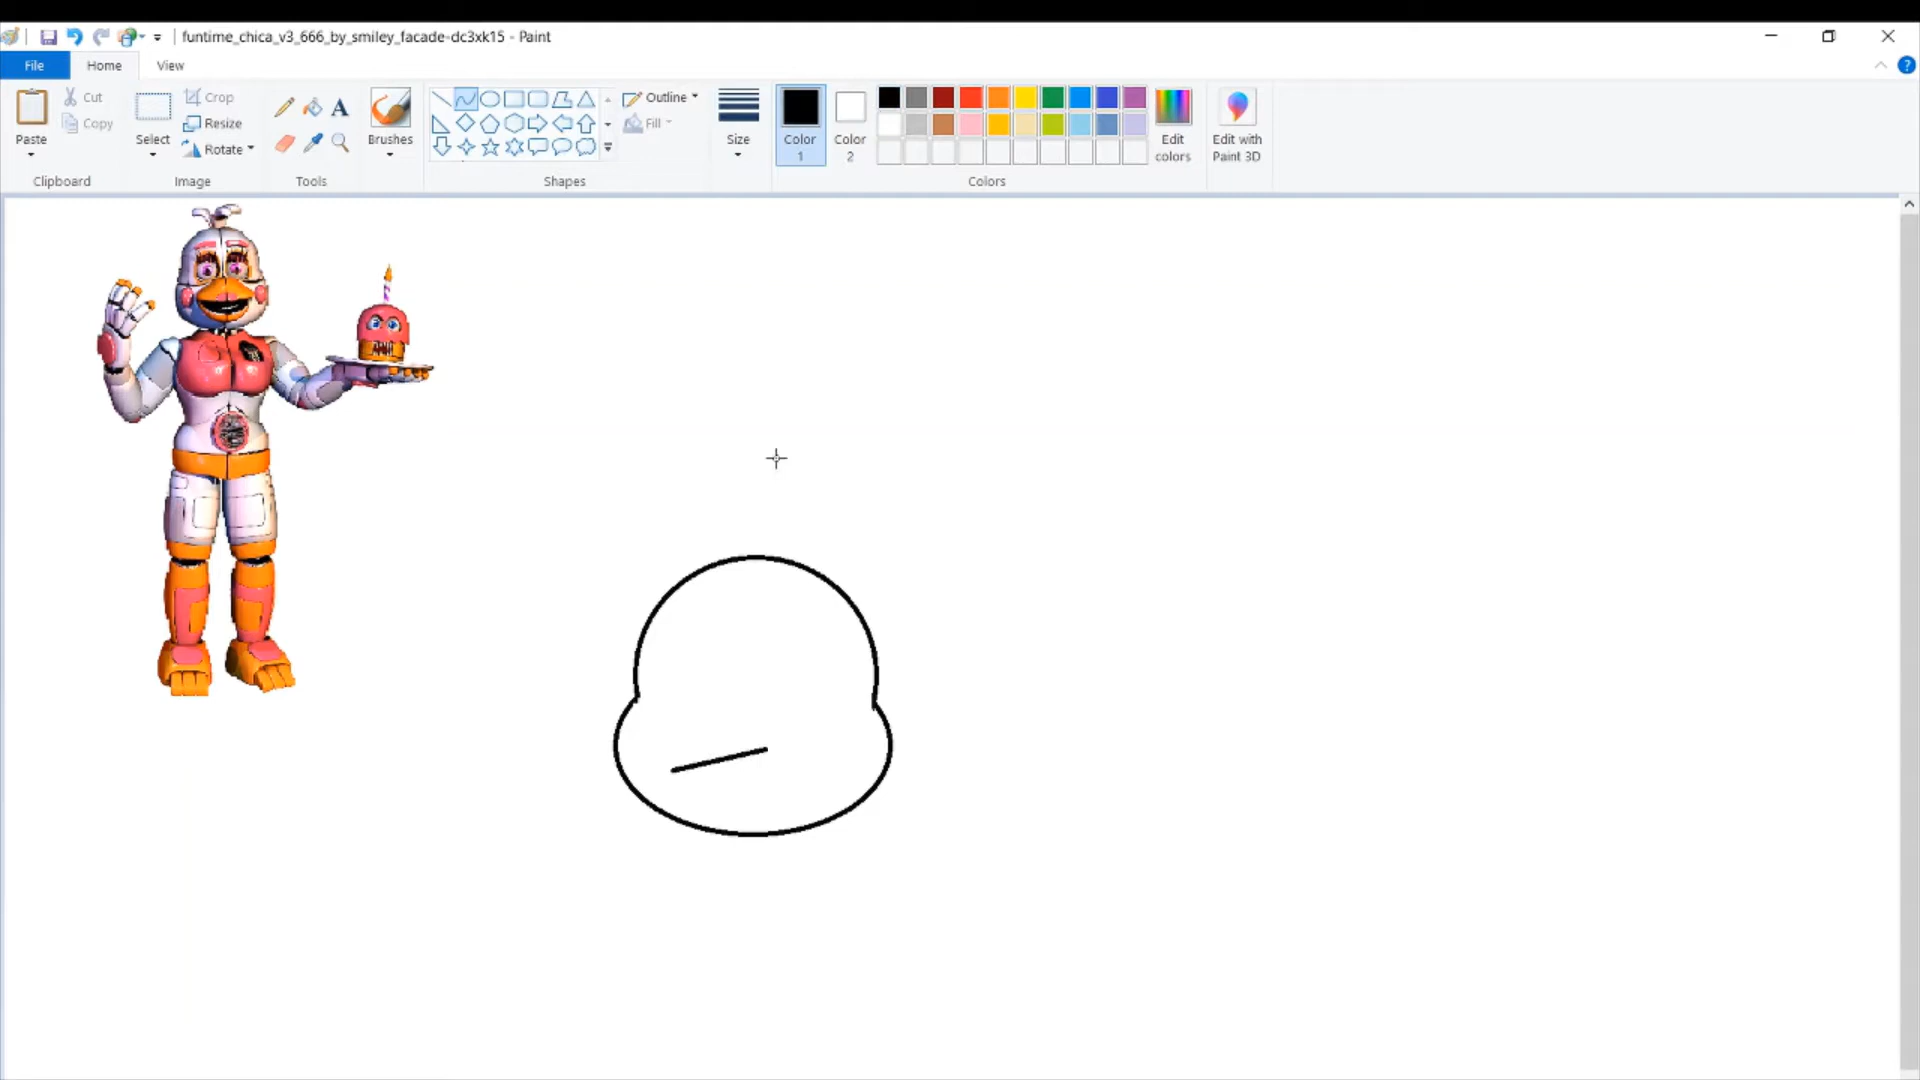 funtime_chica_v3_666_by_smiley_facade-dc3xk15 - Paint
File Home View
Paste
Cut
Copy
Clipboard
Select
Crop
Resize
Rotate
Image
A
Tools
Brushes
Shapes
Outline
Fill
Size
Color 1
Color 2
Colors
Edit colors
Edit with Paint 3D
?